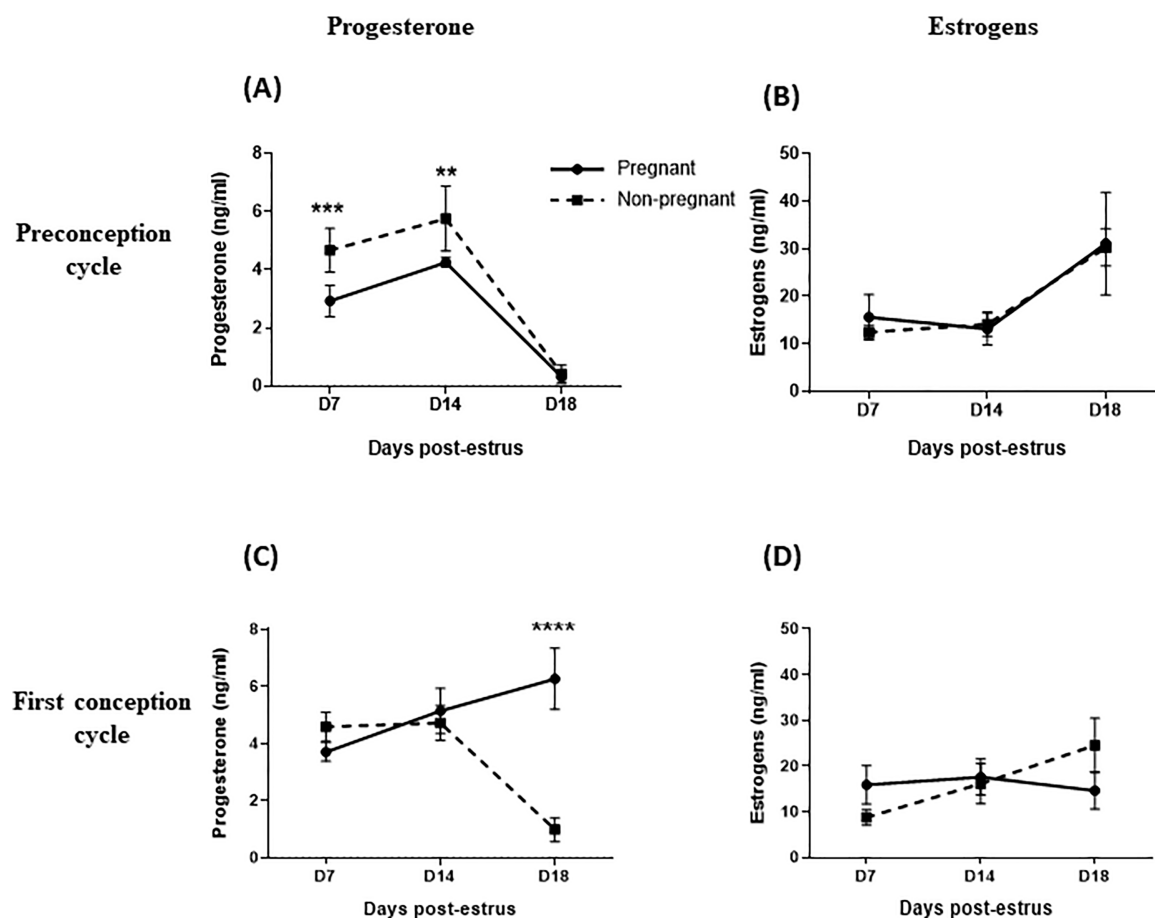 Progesterone
Estrogens
(A)
(B)
Preconception
cycle
Progesterone (ng/ml)
8
6
4
2
0
***
**
D7
D14
D18
Days post-estrus
Pregnant
Non-pregnant
Estrogens (ng/ml)
50
40
30
20
10
0
D7
D14
D18
Days post-estrus
(C)
(D)
First conception
cycle
Progesterone (ng/ml)
8
6
4
2
0
****
D7
D14
D18
Days post-estrus
Estrogens (ng/ml)
50
40
30
20
10
0
D7
D14
D18
Days post-estrus